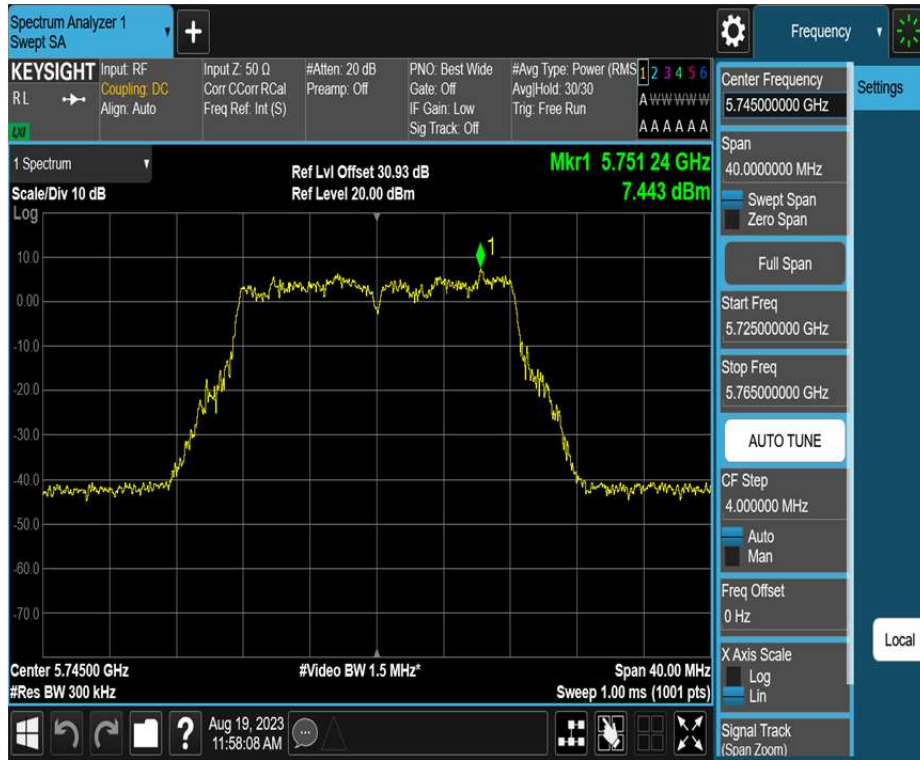 Spectrum Analyzer 1
Swept SA
+
Frequency
KEYSIGHT
R L
LXI
Input: RF
Coupling: DC
Align: Auto
Input Z: 50 Ω
Corr CCorr RCal
Freq Ref: Int (S)
#Atten: 20 dB
Preamp: Off
PNO: Best Wide
Gate: Off
IF Gain: Low
Sig Track: Off
#Avg Type: Power (RMS
Avg|Hold: 30/30
Trig: Free Run
1 2 3 4 5 6
A W W W W W
A A A A A A
1 Spectrum
Scale/Div 10 dB
Log
Ref Lvl Offset 30.93 dB
Ref Level 20.00 dBm
Mkr1 5.751 24 GHz
7.443 dBm
1
10.0
0.00
-10.0
-20.0
-30.0
-40.0
-50.0
-60.0
-70.0
Center 5.74500 GHz
#Res BW 300 kHz
#Video BW 1.5 MHz*
Span 40.00 MHz
Sweep 1.00 ms (1001 pts)
?
Aug 19, 2023
11:58:08 AM
Center Frequency
5.745000000 GHz
Span
40.0000000 MHz
Swept Span
Zero Span
Full Span
Start Freq
5.725000000 GHz
Stop Freq
5.765000000 GHz
AUTO TUNE
CF Step
4.000000 MHz
Auto
Man
Freq Offset
0 Hz
X Axis Scale
Log
Lin
Signal Track
(Span Zoom)
Settings
Local